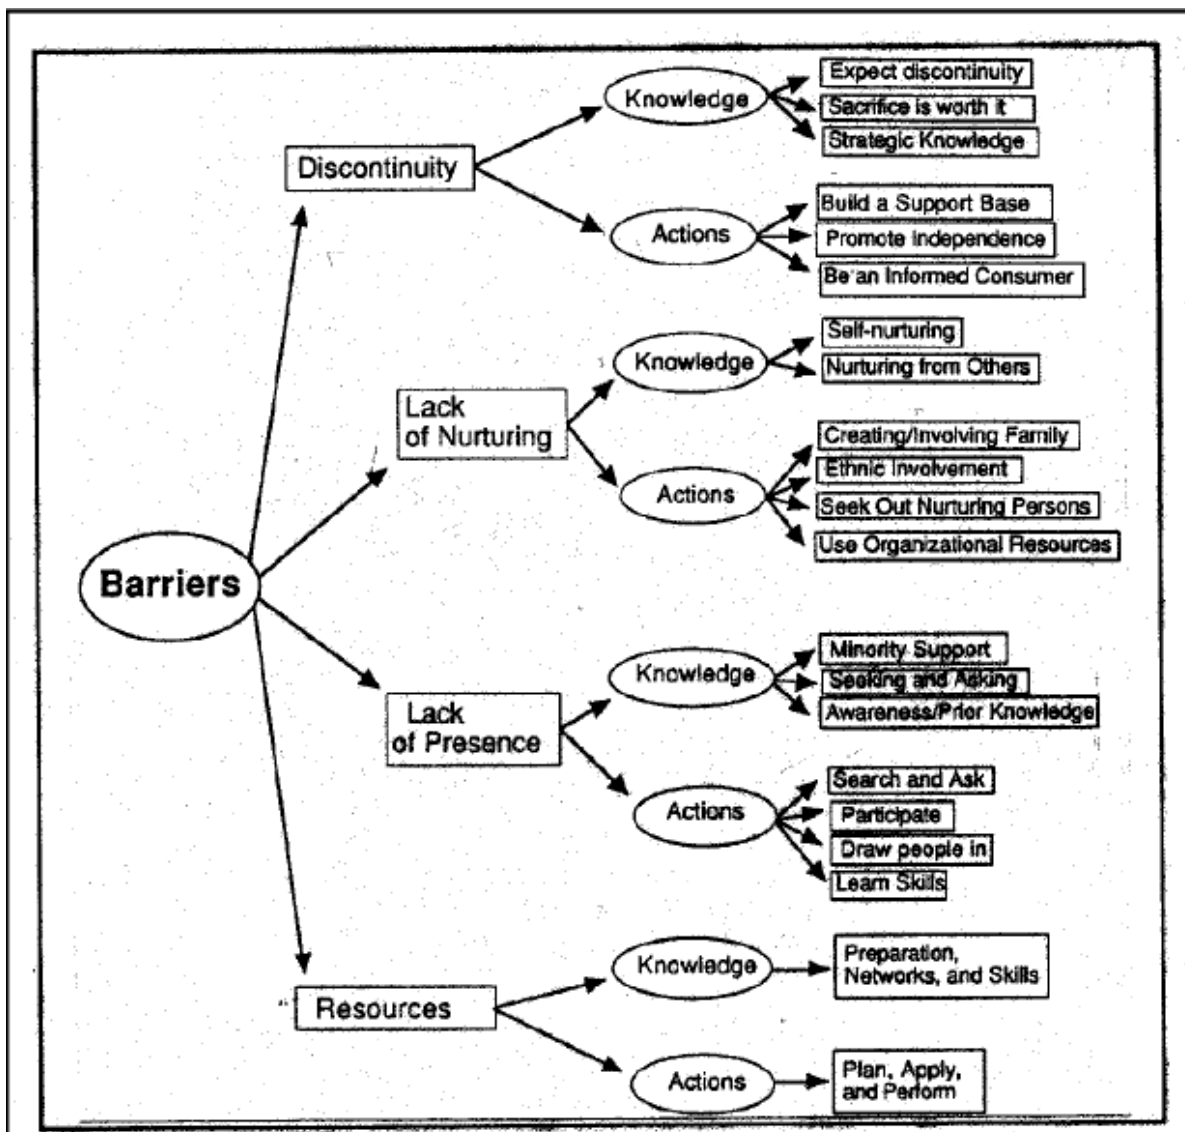 Barriers
Discontinuity
Knowledge
Expect discontinuity
Sacrifice is worth it
Strategic Knowledge
Actions
Build a Support Base
Promote Independence
Be an Informed Consumer
Lack
of Nurturing
Knowledge
Self-nurturing
Nurturing from Others
Actions
Creating/Involving Family
Ethnic Involvement
Seek Out Nurturing Persons
Use Organizational Resources
Lack
of Presence
Knowledge
Minority Support
Seeking and Asking
Awareness/Prior Knowledge
Actions
Search and Ask
Participate
Draw people in
Learn Skills
Resources
Knowledge
Preparation,
Networks, and Skills
Actions
Plan, Apply,
and Perform